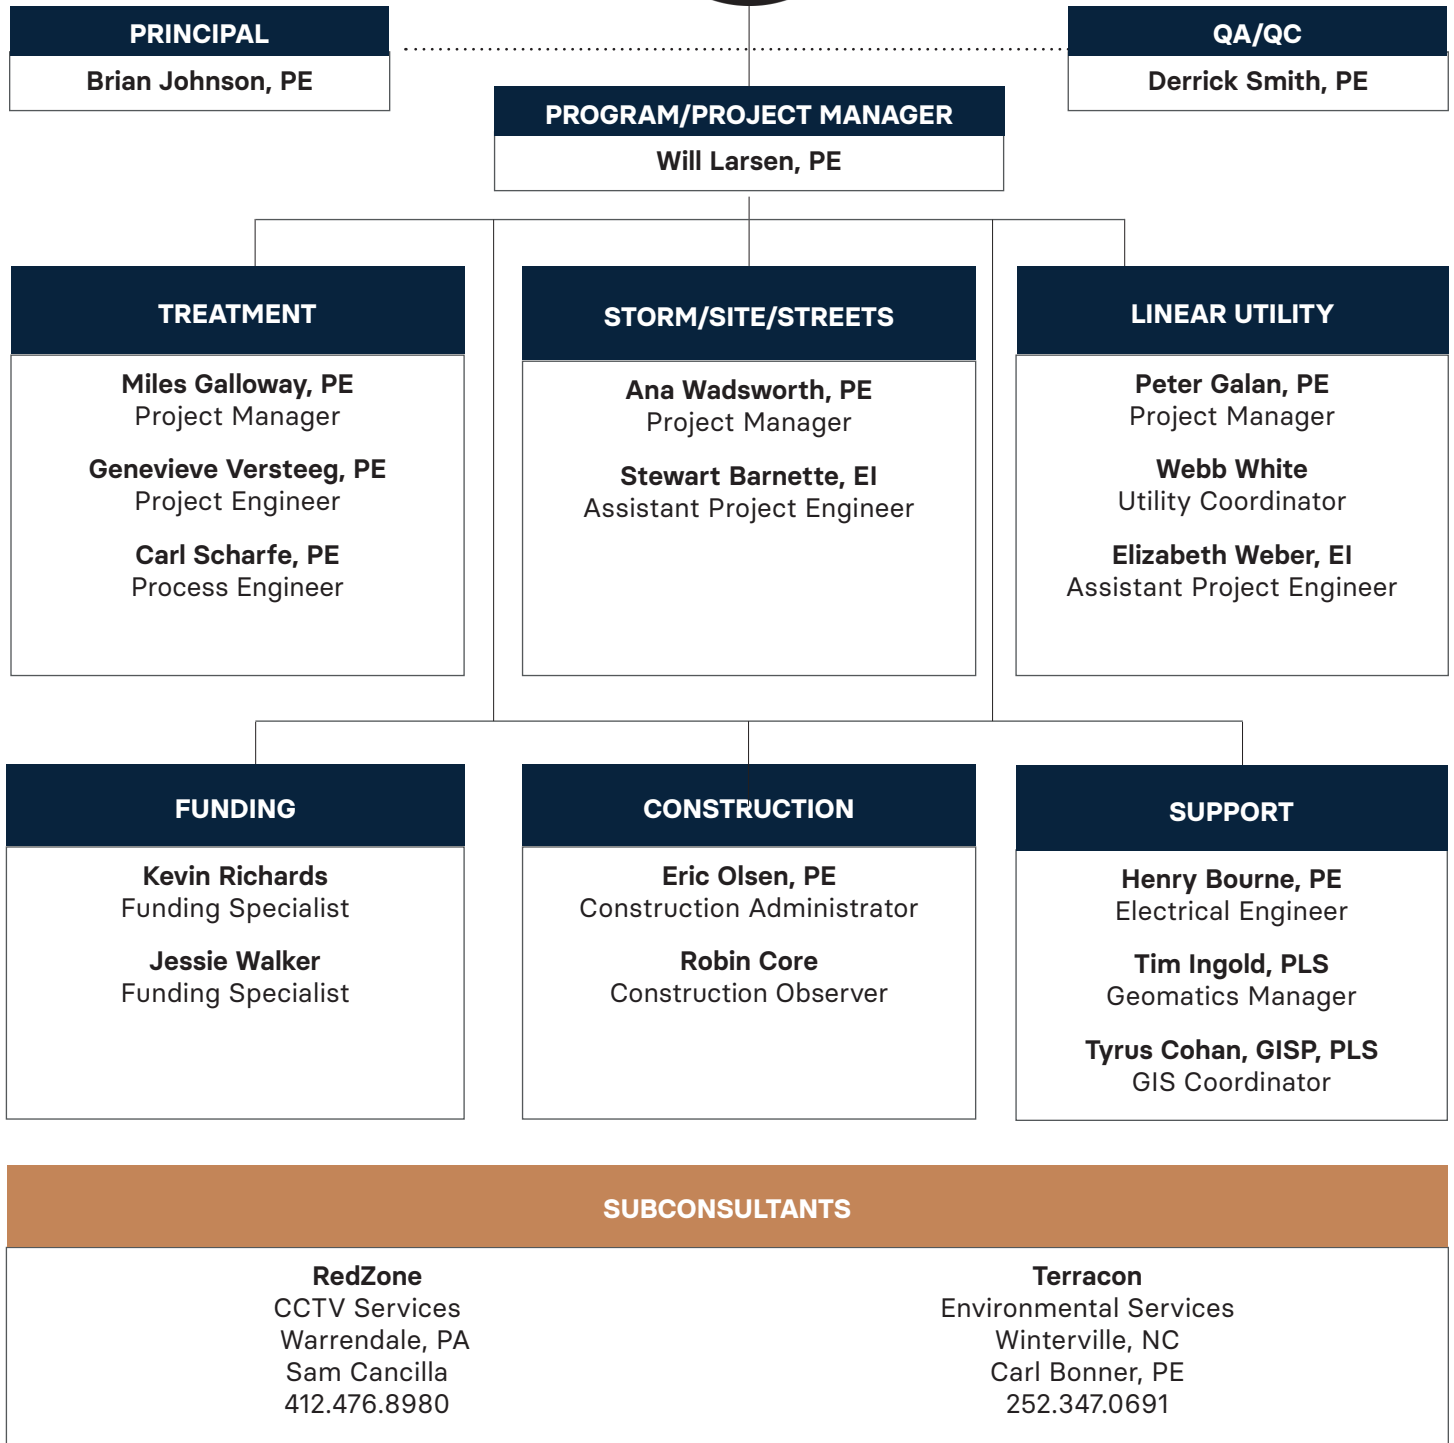 PRINCIPAL
Brian Johnson, PE
QA/QC
Derrick Smith, PE
PROGRAM/PROJECT MANAGER
Will Larsen, PE
TREATMENT
Miles Galloway, PE
Project Manager
Genevieve Versteeg, PE
Project Engineer
Carl Scharfe, PE
Process Engineer
STORM/SITE/STREETS
Ana Wadsworth, PE
Project Manager
Stewart Barnette, EI
Assistant Project Engineer
LINEAR UTILITY
Peter Galan, PE
Project Manager
Webb White
Utility Coordinator
Elizabeth Weber, EI
Assistant Project Engineer
FUNDING
Kevin Richards
Funding Specialist
Jessie Walker
Funding Specialist
CONSTRUCTION
Eric Olsen, PE
Construction Administrator
Robin Core
Construction Observer
SUPPORT
Henry Bourne, PE
Electrical Engineer
Tim Ingold, PLS
Geomatics Manager
Tyrus Cohan, GISP, PLS
GIS Coordinator
SUBCONSULTANTS
RedZone
CCTV Services
Warrendale, PA
Sam Cancilla
412.476.8980
Terracon
Environmental Services
Winterville, NC
Carl Bonner, PE
252.347.0691